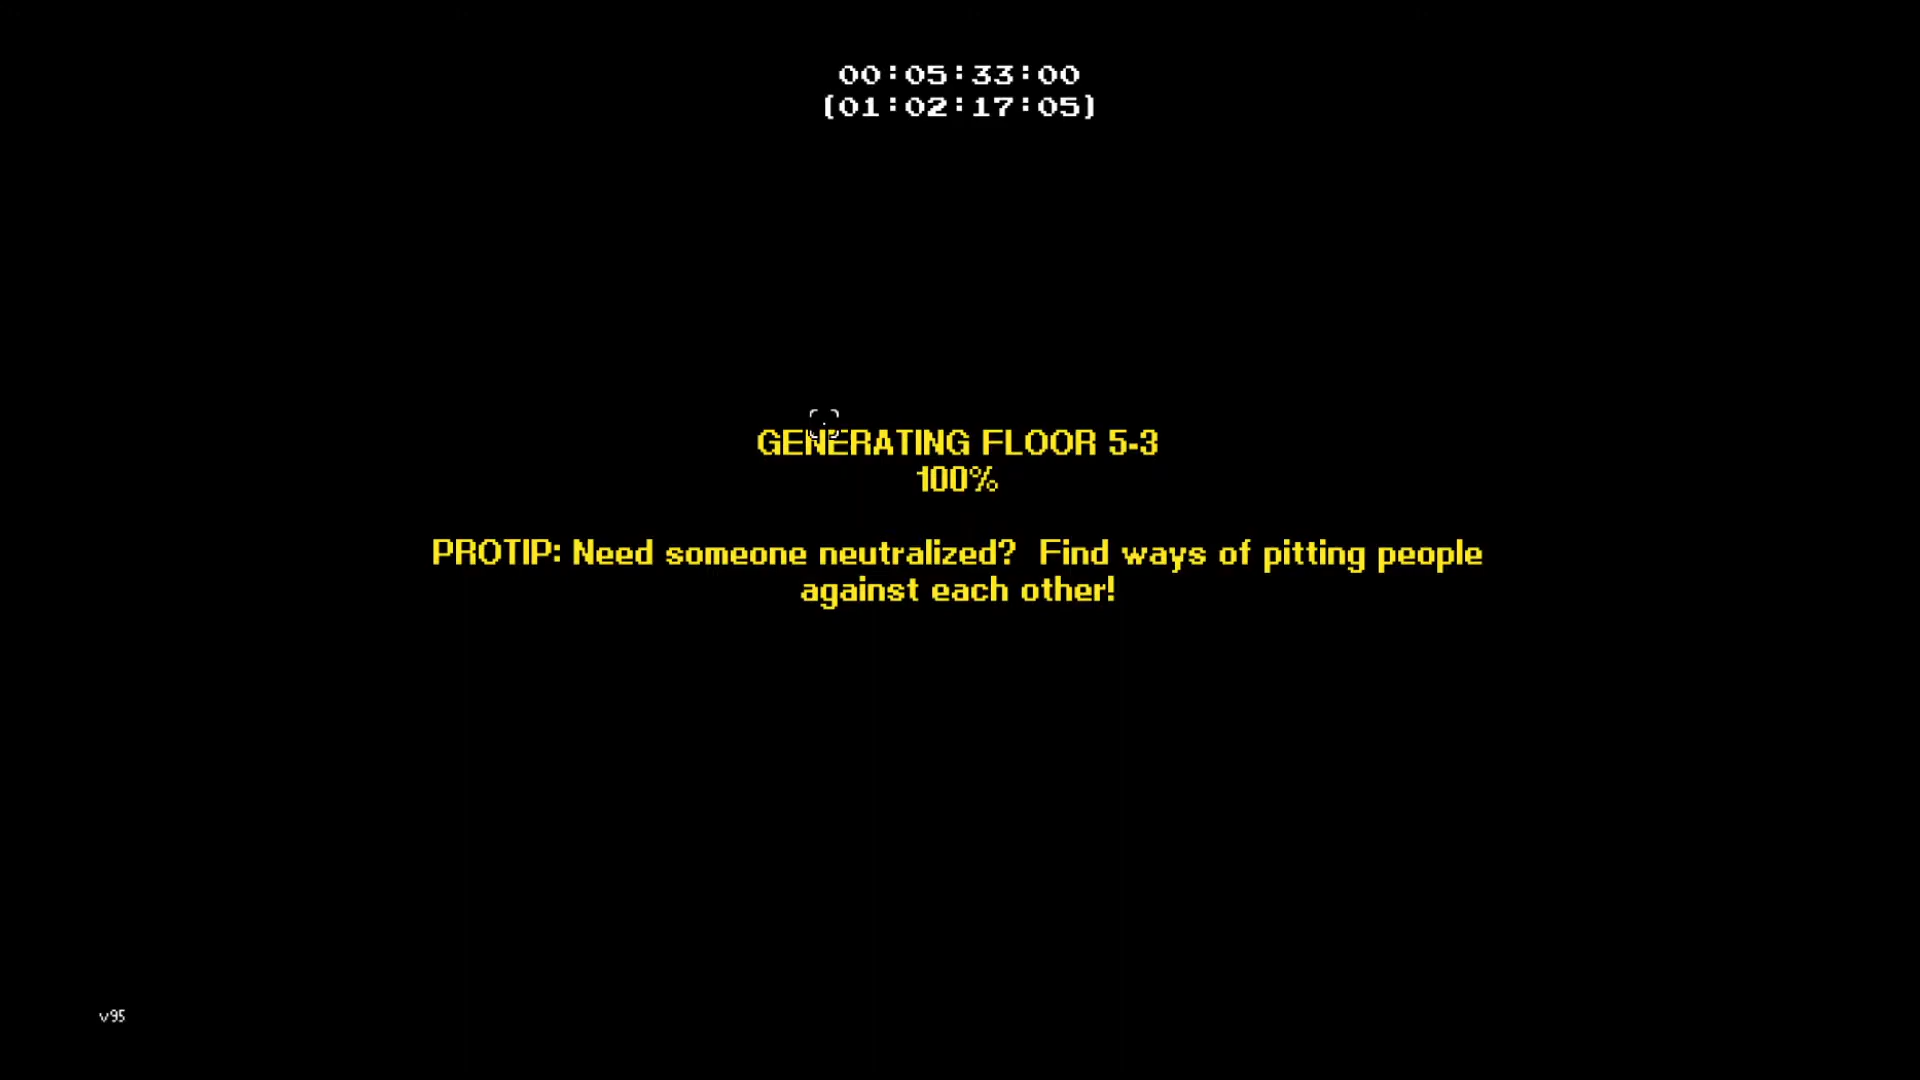 00:05:33:00
(01:02:17:05)
GENERATING FLOOR 5-3
100%
PROTIP: Need someone neutralized?  Find ways of pitting people
against each other!
v95